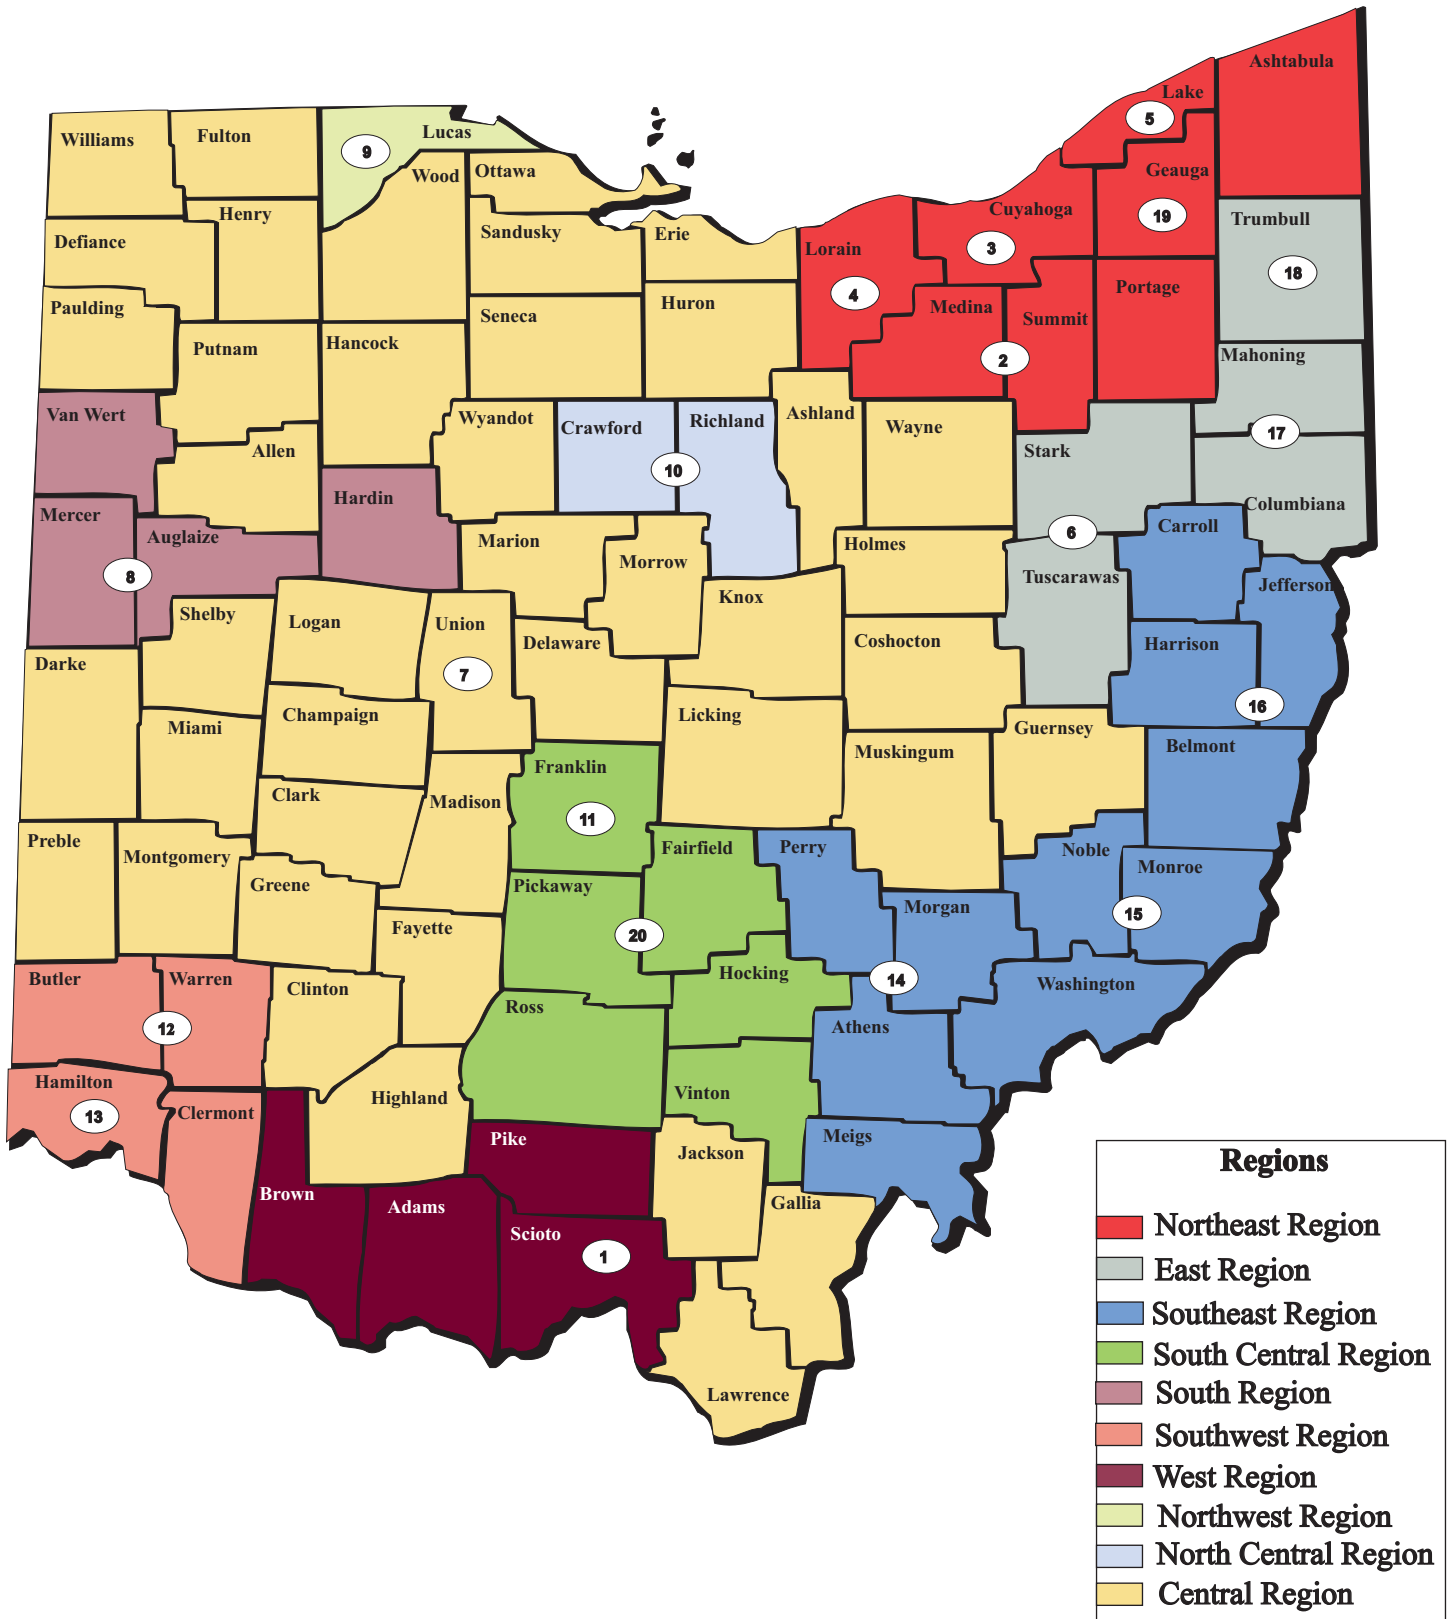 Ashtabula
Lake
5
Williams
Fulton
Lucas
9
Wood
Ottawa
Geauga
19
Henry
Cuyahoga
3
Trumbull
18
Defiance
Sandusky
Erie
Lorain
4
Paulding
Seneca
Huron
Medina
Summit
Portage
Putnam
Hancock
2
Mahoning
Van Wert
Wyandot
Crawford
Richland
Ashland
Wayne
17
Allen
Stark
10
Hardin
Mercer
Columbiana
Auglaize
Marion
Morrow
Holmes
6
Carroll
8
Knox
Tuscarawas
Jefferson
Shelby
Logan
Union
Delaware
Coshocton
Harrison
Darke
7
16
Miami
Champaign
Licking
Guernsey
Muskingum
Belmont
Franklin
Clark
Madison
11
Preble
Montgomery
Fairfield
Perry
Noble
Monroe
Greene
Pickaway
Morgan
15
Fayette
20
Butler
Warren
Clinton
Hocking
14
Washington
12
Ross
Athens
Hamilton
13
Clermont
Highland
Vinton
Pike
Jackson
Meigs
Brown
Adams
Scioto
1
Gallia
Lawrence
Regions
Northeast Region
East Region
Southeast Region
South Central Region
South Region
Southwest Region
West Region
Northwest Region
North Central Region
Central Region